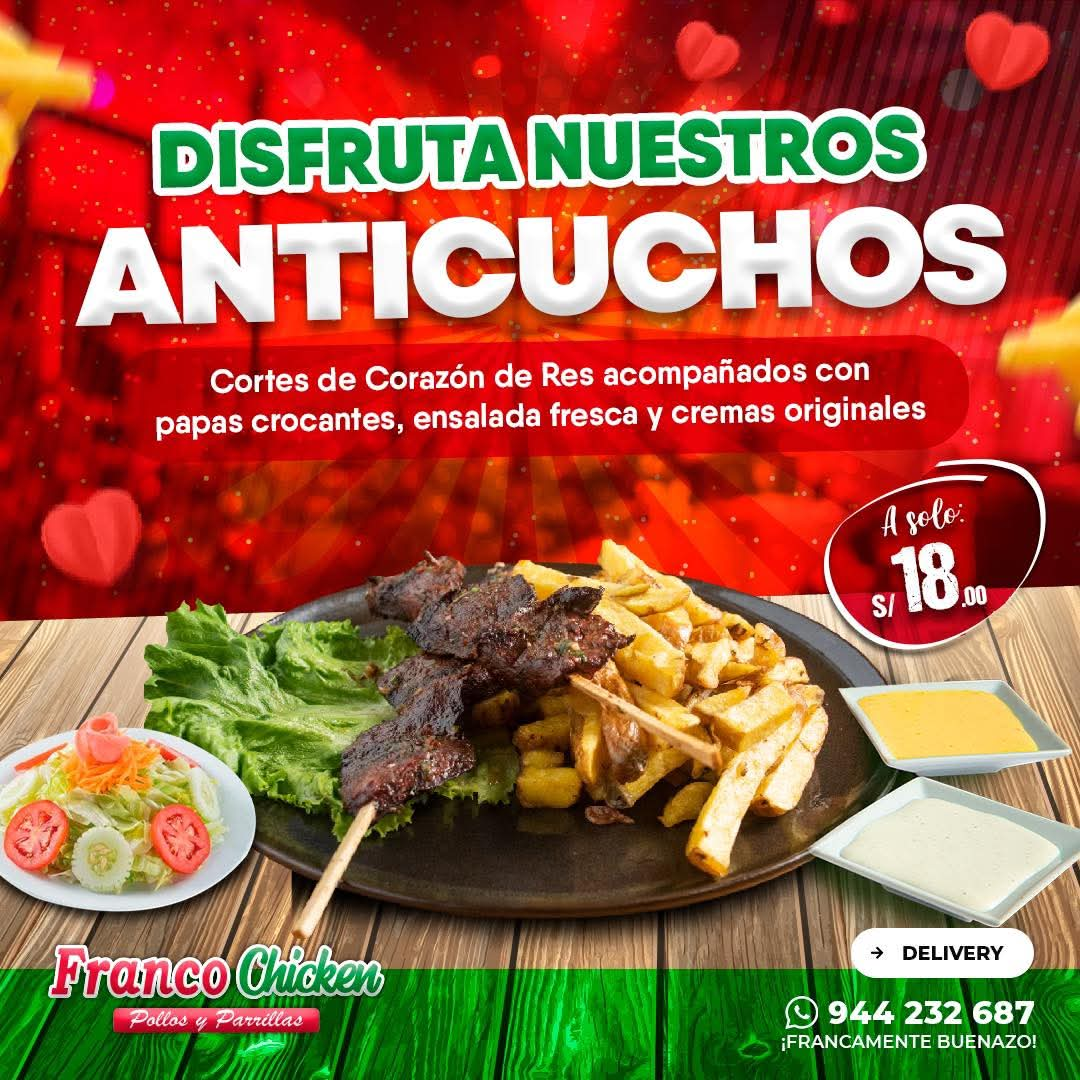 DISFRUTA NUESTROS
ANTICUCHOS
Cortes de Corazón de Res acompañados con
papas crocantes, ensalada fresca y cremas originales
A solo:
S/ 18.00
Franco Chicken
Pollos y Parrillas
→ DELIVERY
944 232 687
¡FRANCAMENTE BUENAZO!